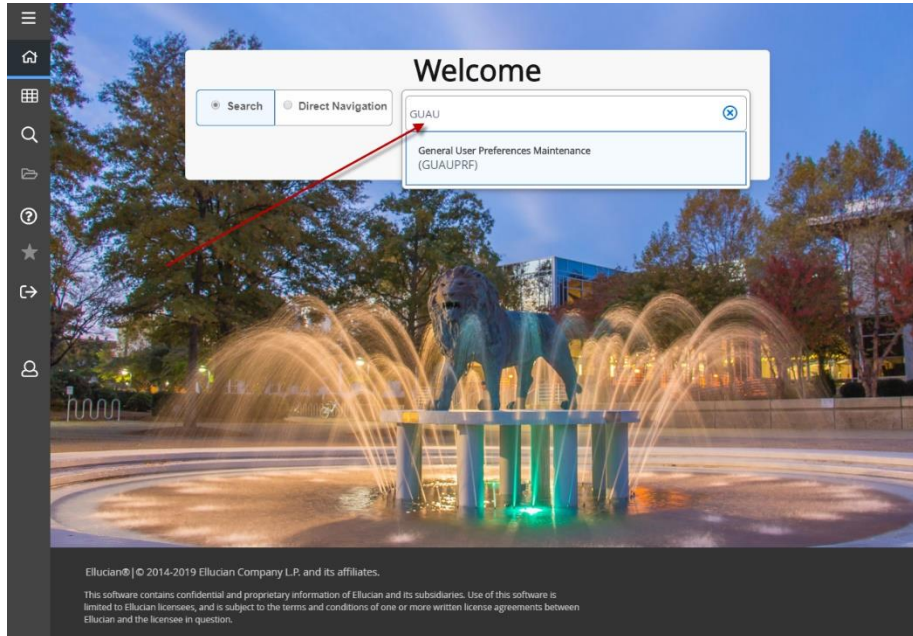 Welcome
Search
Direct Navigation
GUAU
General User Preferences Maintenance
(GUAUPRF)
Ellucian®|© 2014-2019 Ellucian Company L.P. and its affiliates.
This software contains confidential and proprietary information of Ellucian and its subsidiaries. Use of this software is
limited to Ellucian licensees, and is subject to the terms and conditions of one or more written license agreements between
Ellucian and the licensee in question.